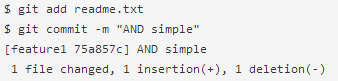 $ git add readme.txt
$ git commit -m "AND simple"
[feature1 75a857c] AND simple
 1 file changed, 1 insertion(+), 1 deletion(-)